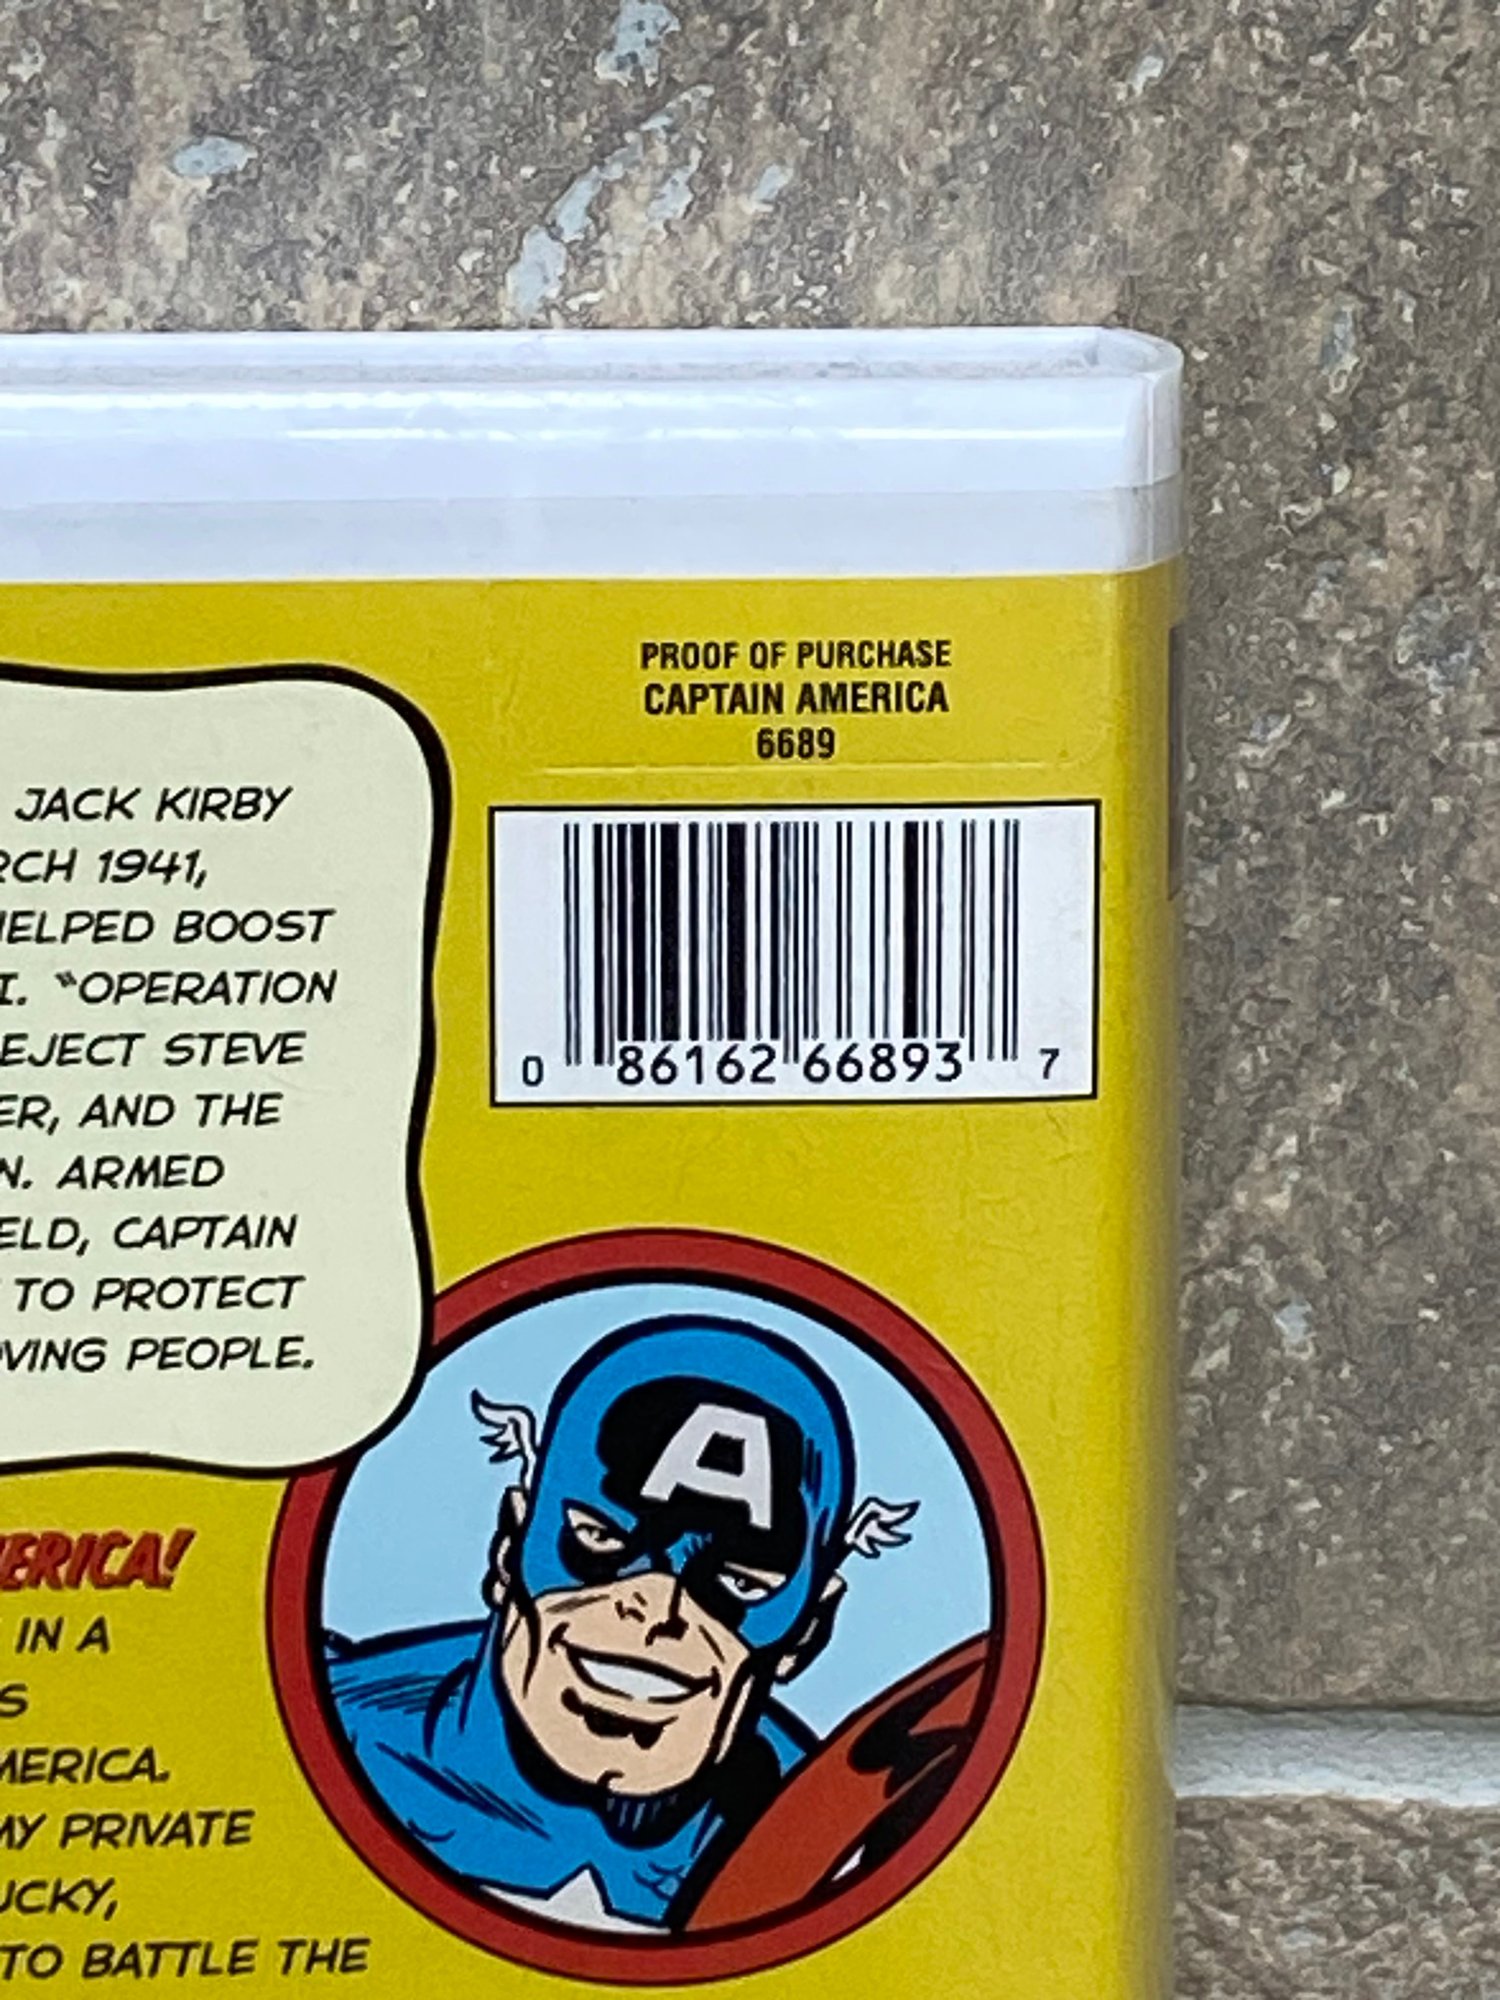 PROOF OF PURCHASE
CAPTAIN AMERICA
6689
0 86162 66893 7
JACK KIRBY
RCH 1941,
HELPED BOOST
I. "OPERATION
EJECT STEVE
ER, AND THE
N. ARMED
ELD, CAPTAIN
TO PROTECT
OVING PEOPLE.
A
ERICA!
IN A
S
MERICA.
MY PRIVATE
UCKY,
TO BATTLE THE